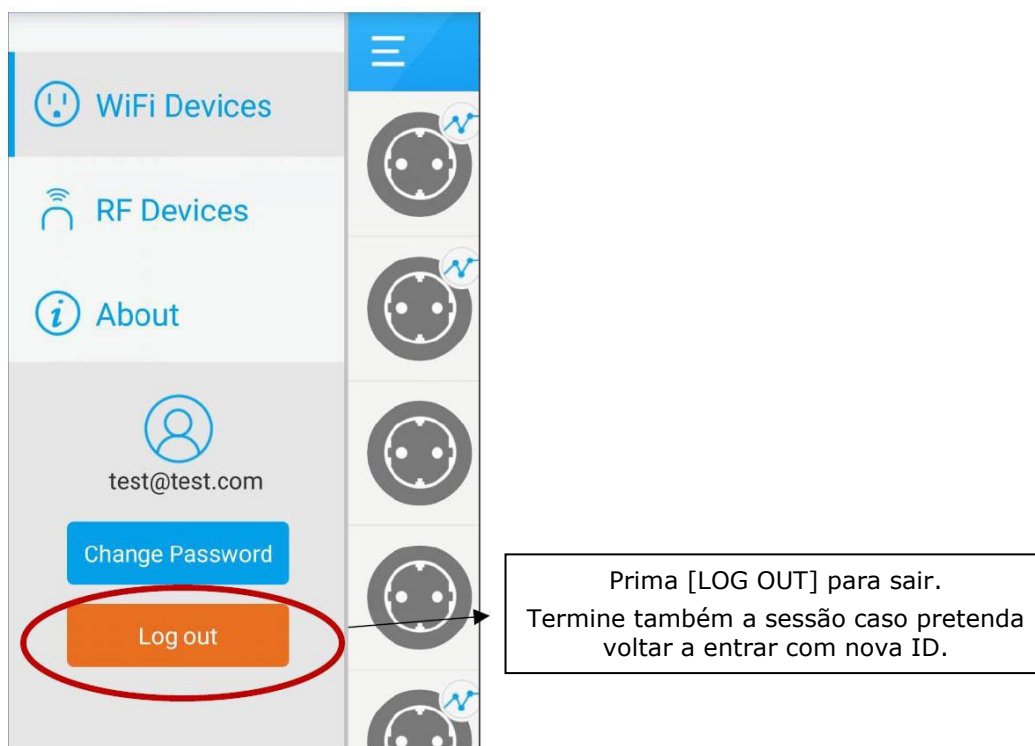 WiFi Devices
RF Devices
About
test@test.com
Change Password
Log out
Prima [LOG OUT] para sair.
Termine também a sessão caso pretenda
voltar a entrar com nova ID.